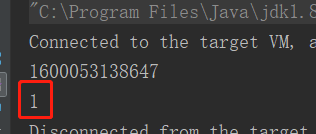 "C:\Program Files\Java\jdk1.8
Connected to the target VM, a
1600053138647
1
Disconnected from the target